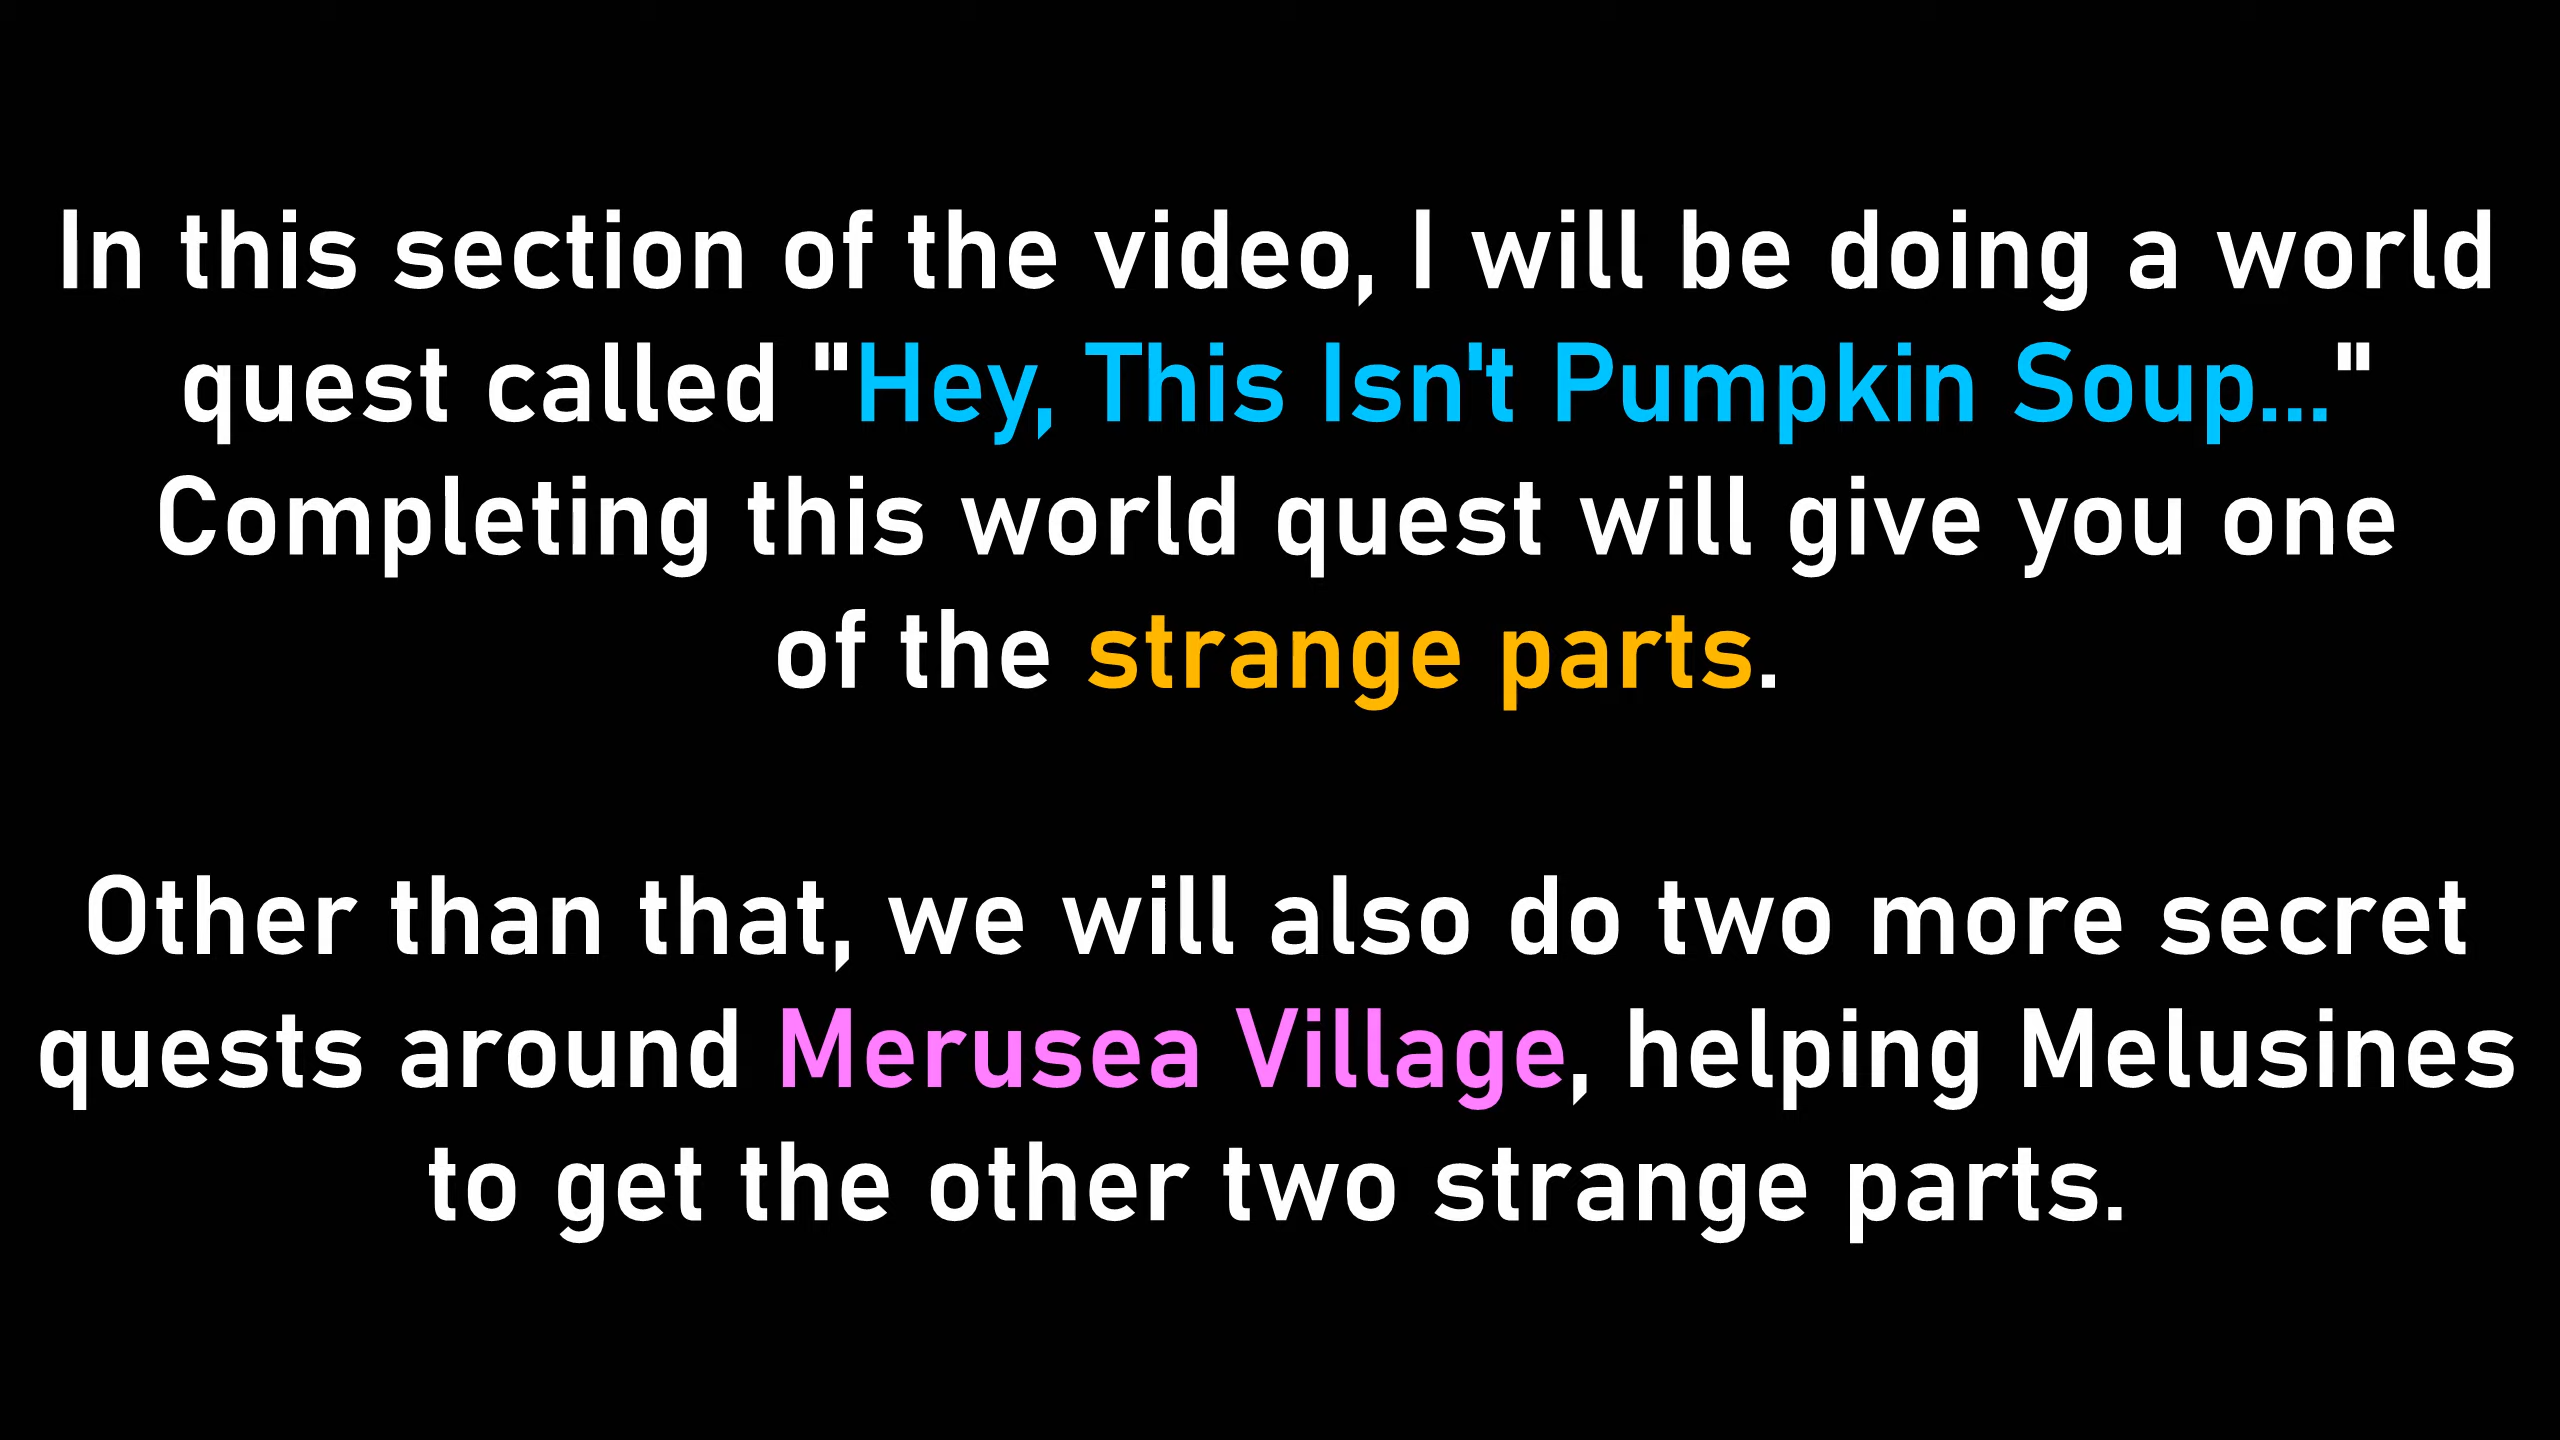 In this section of the video, I will be doing a world
quest called "Hey, This Isn't Pumpkin Soup..."
Completing this world quest will give you one
of the strange parts.
Other than that, we will also do two more secret
quests around Merusea Village, helping Melusines
to get the other two strange parts.